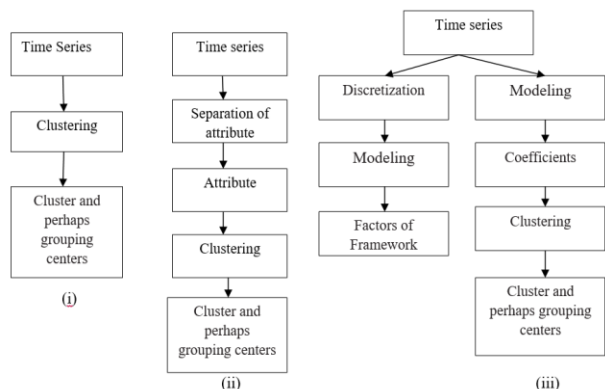 Time Series
Clustering
Cluster and
perhaps
grouping
centers
(i)
Time series
Separation of
attribute
Attribute
Clustering
Cluster and
perhaps
grouping centers
(ii)
Time series
Discretization
Modeling
Factors of
Framework
Modeling
Coefficients
Clustering
Cluster and
perhaps grouping
centers
(iii)